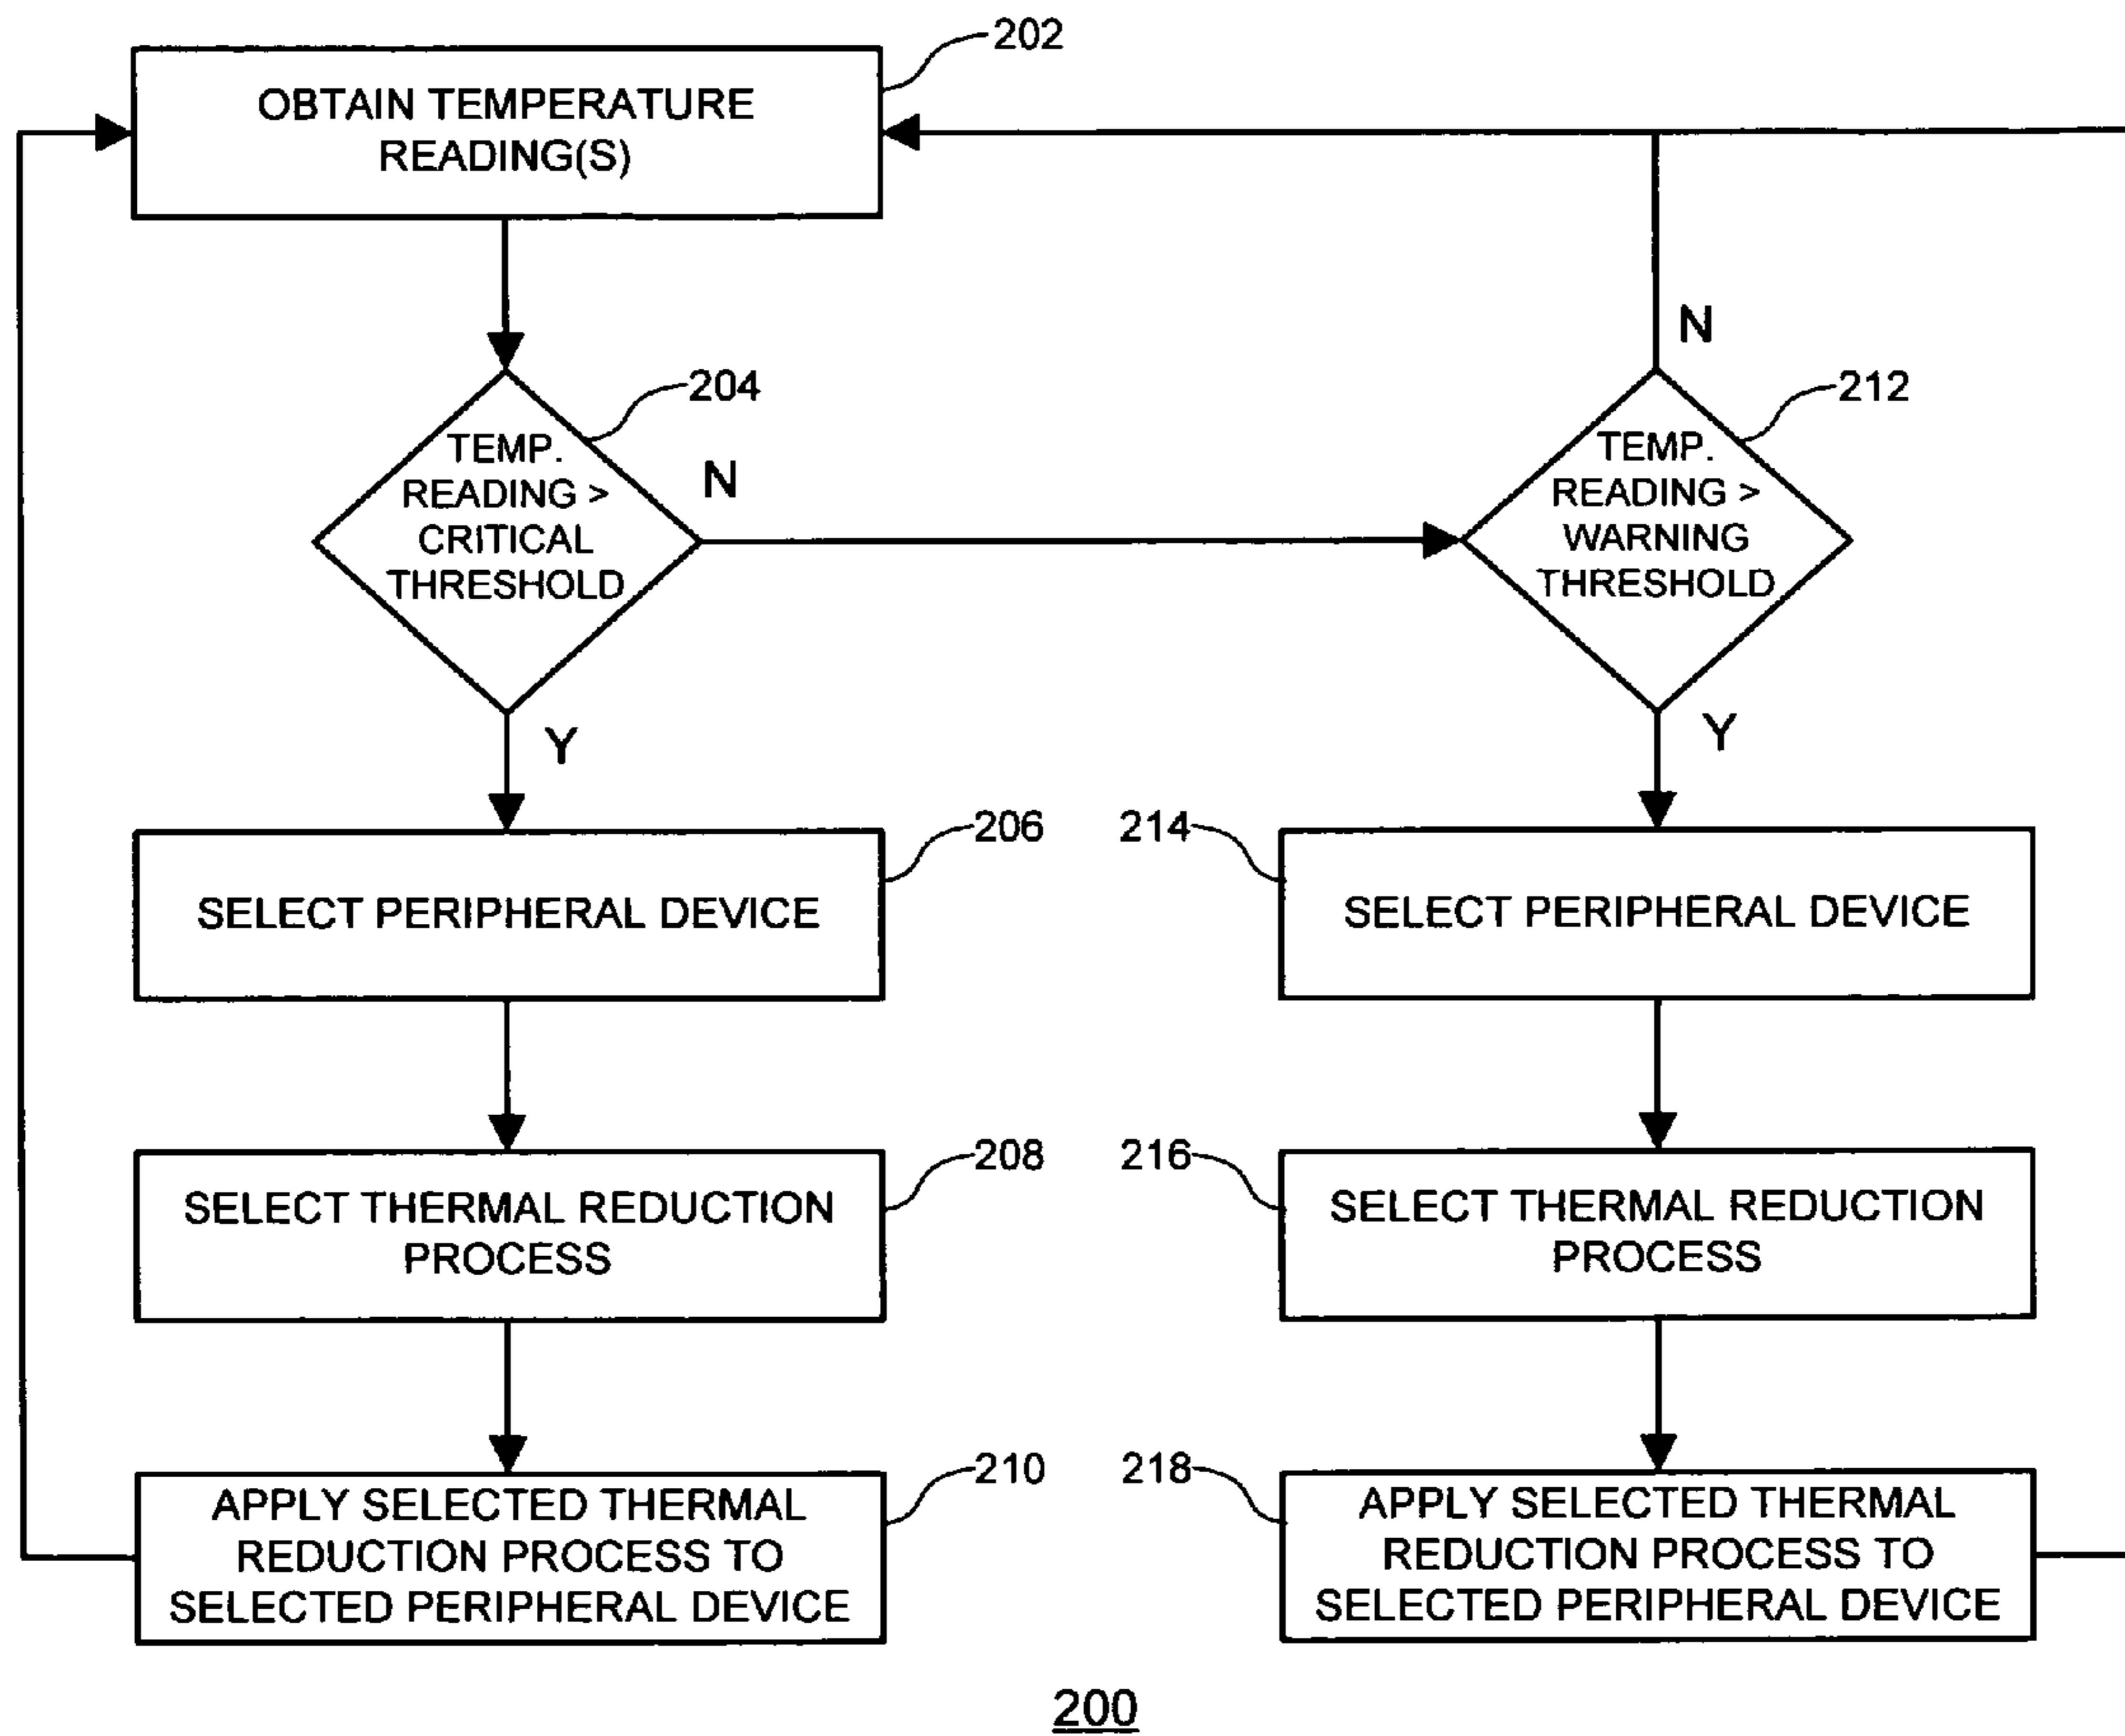 202
OBTAIN TEMPERATURE
READING(S)
204
TEMP.
READING >
CRITICAL
THRESHOLD
N
Y
212
TEMP.
READING >
WARNING
THRESHOLD
N
Y
206
SELECT PERIPHERAL DEVICE
214
SELECT PERIPHERAL DEVICE
208
SELECT THERMAL REDUCTION
PROCESS
216
SELECT THERMAL REDUCTION
PROCESS
210
APPLY SELECTED THERMAL
REDUCTION PROCESS TO
SELECTED PERIPHERAL DEVICE
218
APPLY SELECTED THERMAL
REDUCTION PROCESS TO
SELECTED PERIPHERAL DEVICE
200